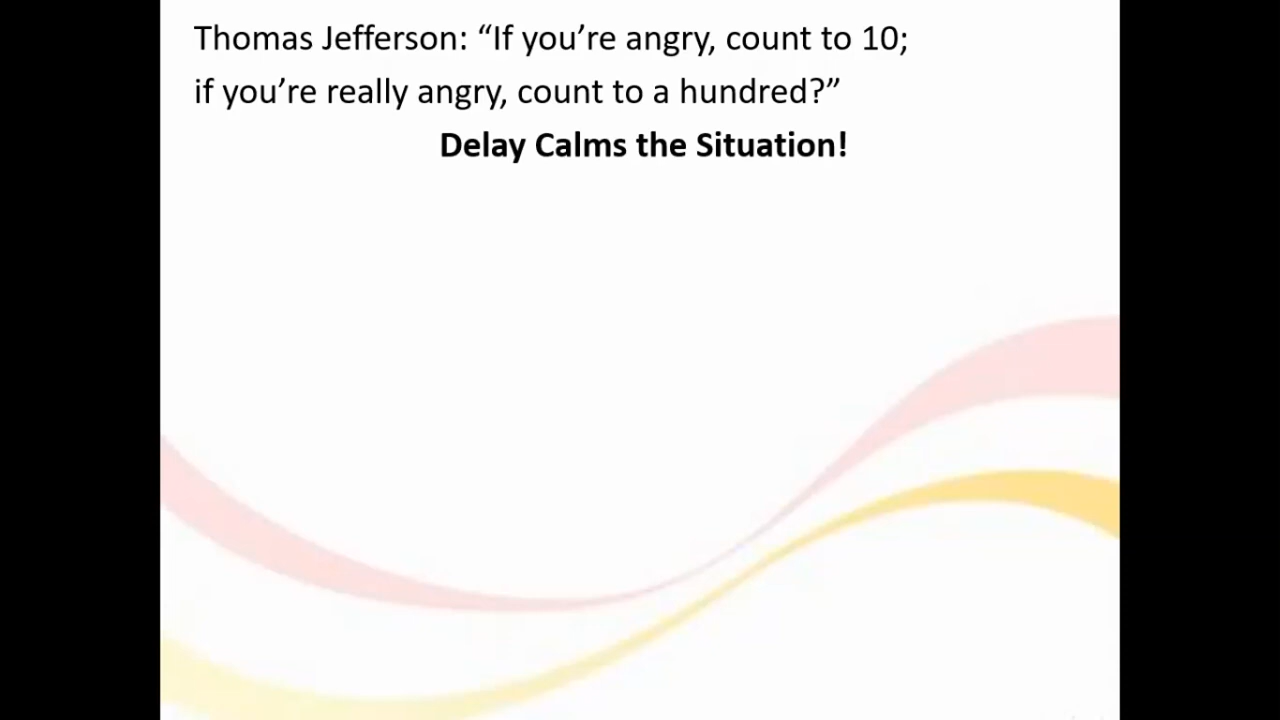 Thomas Jefferson: “If you’re angry, count to 10;
if you’re really angry, count to a hundred?”
Delay Calms the Situation!